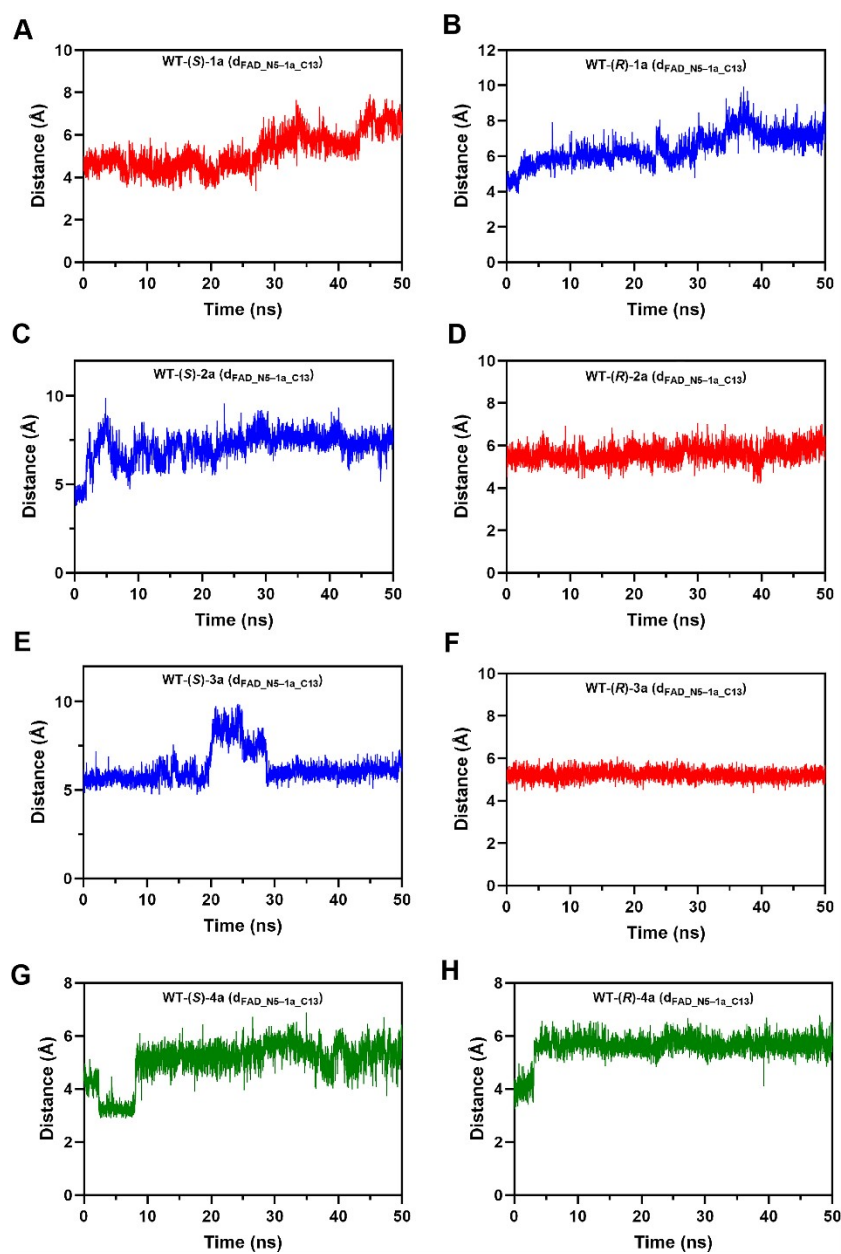 A
WT-(S)-1a (dFAD_N5–1a_C13)
Distance (Å)
10
8
6
4
2
0
0 10 20 30 40 50
Time (ns)
B
WT-(R)-1a (dFAD_N5–1a_C13)
Distance (Å)
12
10
8
6
4
2
0
0 10 20 30 40 50
Time (ns)
C
WT-(S)-2a (dFAD_N5–1a_C13)
Distance (Å)
10
5
0
0 10 20 30 40 50
Time (ns)
D
WT-(R)-2a (dFAD_N5–1a_C13)
Distance (Å)
10
8
6
4
2
0
0 10 20 30 40 50
Time (ns)
E
WT-(S)-3a (dFAD_N5–1a_C13)
Distance (Å)
10
5
0
0 10 20 30 40 50
Time (ns)
F
WT-(R)-3a (dFAD_N5–1a_C13)
Distance (Å)
10
8
6
4
2
0
0 10 20 30 40 50
Time (ns)
G
WT-(S)-4a (dFAD_N5–1a_C13)
Distance (Å)
8
6
4
2
0
0 10 20 30 40 50
Time (ns)
H
WT-(R)-4a (dFAD_N5–1a_C13)
Distance (Å)
8
6
4
2
0
0 10 20 30 40 50
Time (ns)